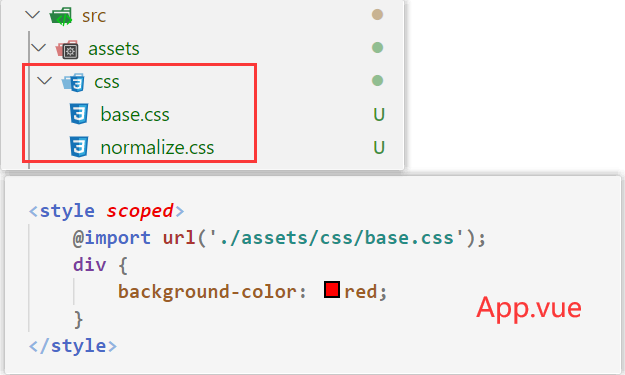 src
assets
css
base.css U
normalize.css U
<style scoped>
@import url('./assets/css/base.css');
div {
background-color: red;
}
</style>
App.vue